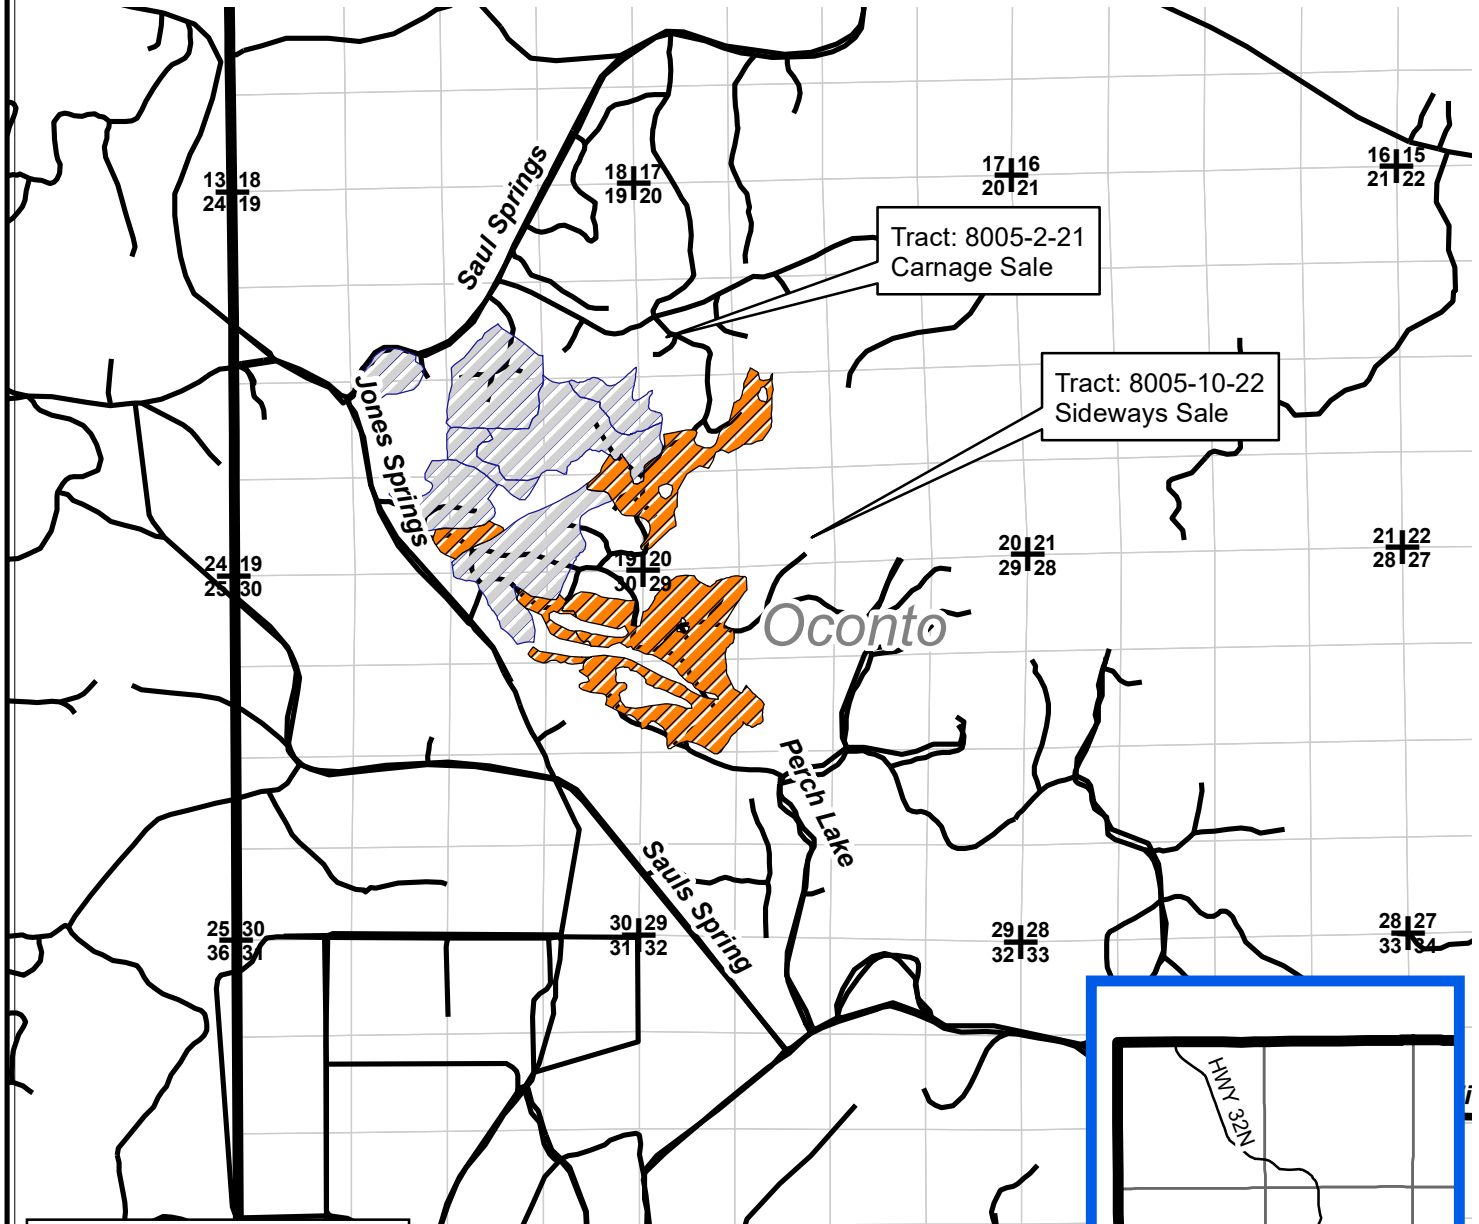 16 15
21 22
17 16
20 21
18 17
19 20
13 18
24 19
Saul Springs
Tract: 8005-2-21
Carnage Sale
Tract: 8005-10-22
Sideways Sale
Jones Springs
21 22
28 27
20 21
29 28
19 20
30 29
24 19
25 30
Oconto
Perch Lake
Sauls Spring
28 27
33 34
29 28
32 33
30 29
31 32
25 30
36 31
HWY 32N